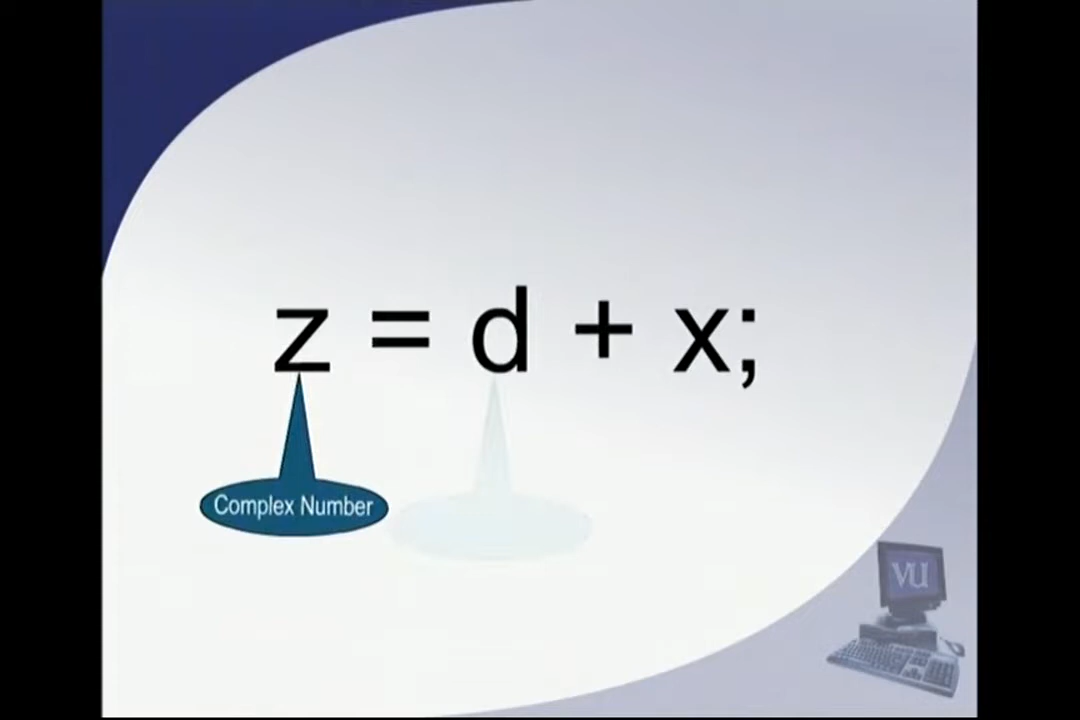 z = d + x;
Complex Number
VU